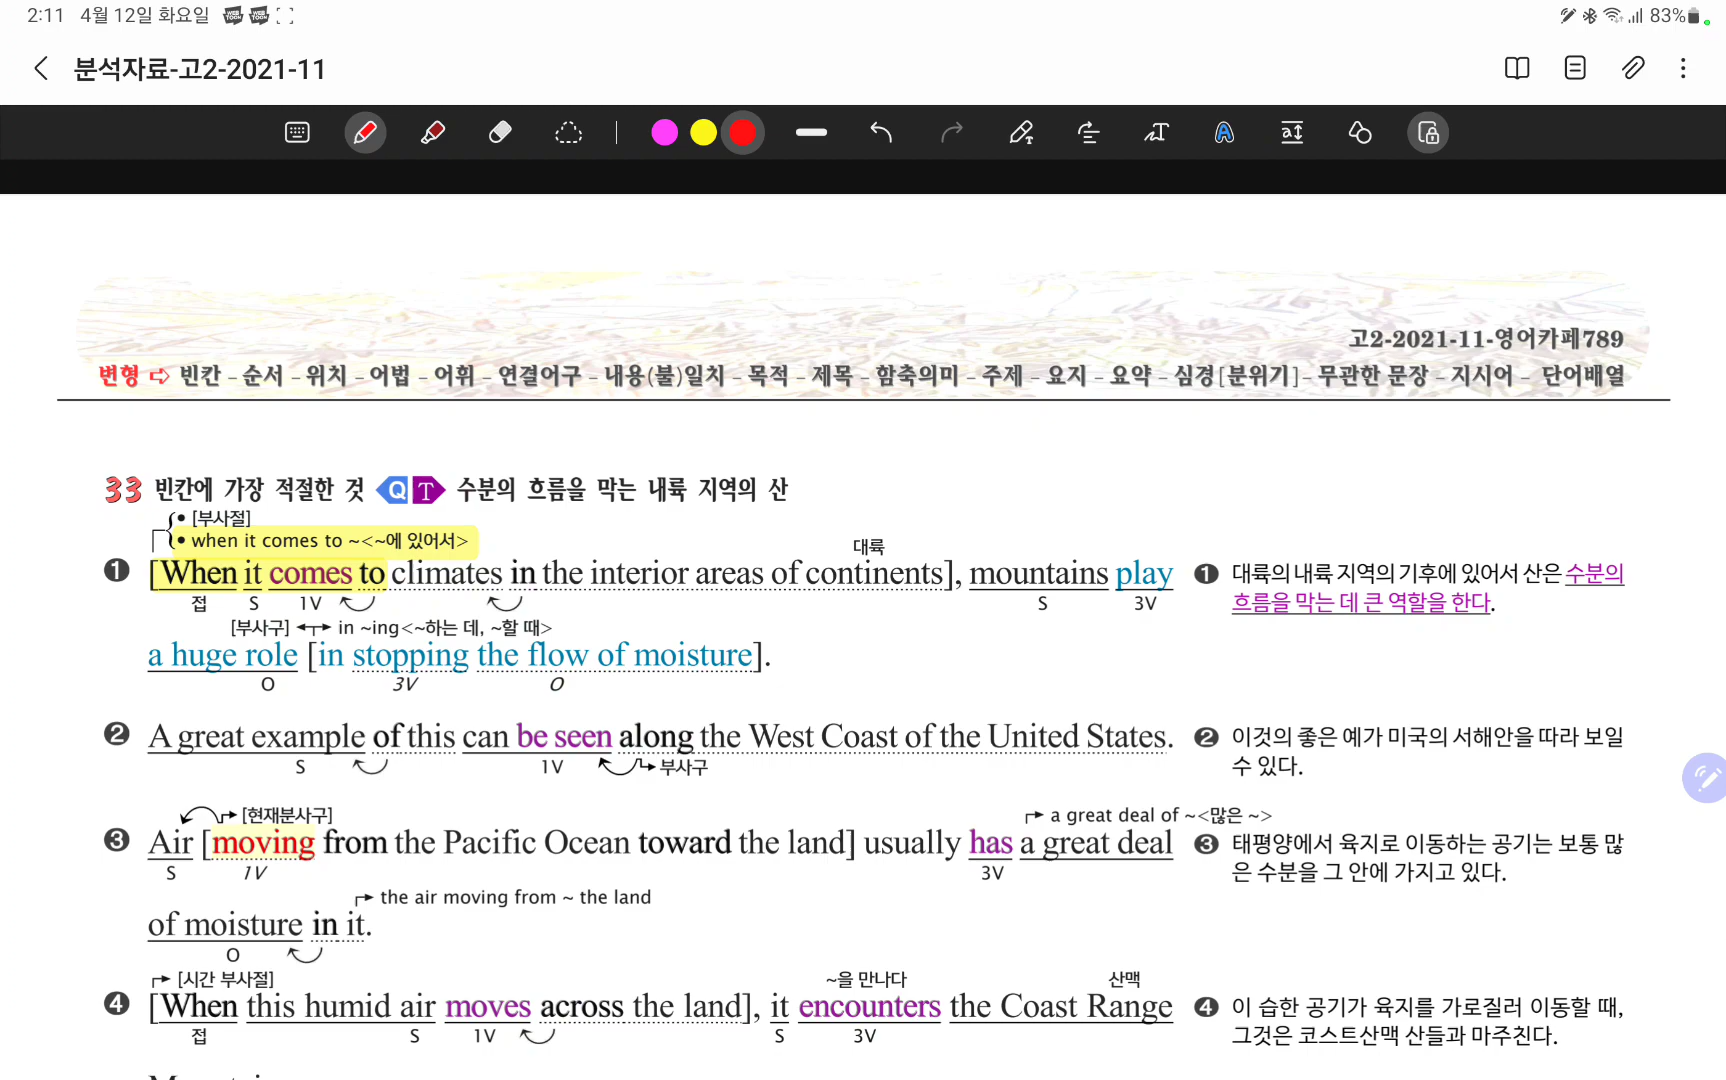 2:11 4월 12일 화요일 WEB TOON WEB TOON 83%
분석자료-고2-2021-11
고2-2021-11-영어카페789
변형 ⇨ 빈칸 – 순서 – 위치 – 어법 – 어휘 – 연결어구 – 내용(불)일치 – 목적 – 제목 – 함축의미 – 주제 – 요지 – 요약 – 심경[분위기] – 무관한 문장 – 지시어 – 단어배열
33 빈칸에 가장 적절한 것 Q T 수분의 흐름을 막는 내륙 지역의 산
• [부사절]
• when it comes to ~<~에 있어서>
대륙
❶ [When it comes to climates in the interior areas of continents], mountains play
접 S 1V S 3V
[부사구] in ~ing<~하는 데, ~할 때>
a huge role [in stopping the flow of moisture].
O 3V O
❶ 대륙의 내륙 지역의 기후에 있어서 산은 수분의
흐름을 막는 데 큰 역할을 한다.
❷ A great example of this can be seen along the West Coast of the United States.
S 1V 부사구
❷ 이것의 좋은 예가 미국의 서해안을 따라 보일
수 있다.
[현재분사구] a great deal of ~<많은 ~>
❸ Air [moving from the Pacific Ocean toward the land] usually has a great deal
S 1V 3V
the air moving from ~ the land
of moisture in it.
O
❸ 태평양에서 육지로 이동하는 공기는 보통 많
은 수분을 그 안에 가지고 있다.
[시간 부사절] ~을 만나다 산맥
❹ [When this humid air moves across the land], it encounters the Coast Range
접 S 1V S 3V
❹ 이 습한 공기가 육지를 가로질러 이동할 때,
그것은 코스트산맥 산들과 마주친다.